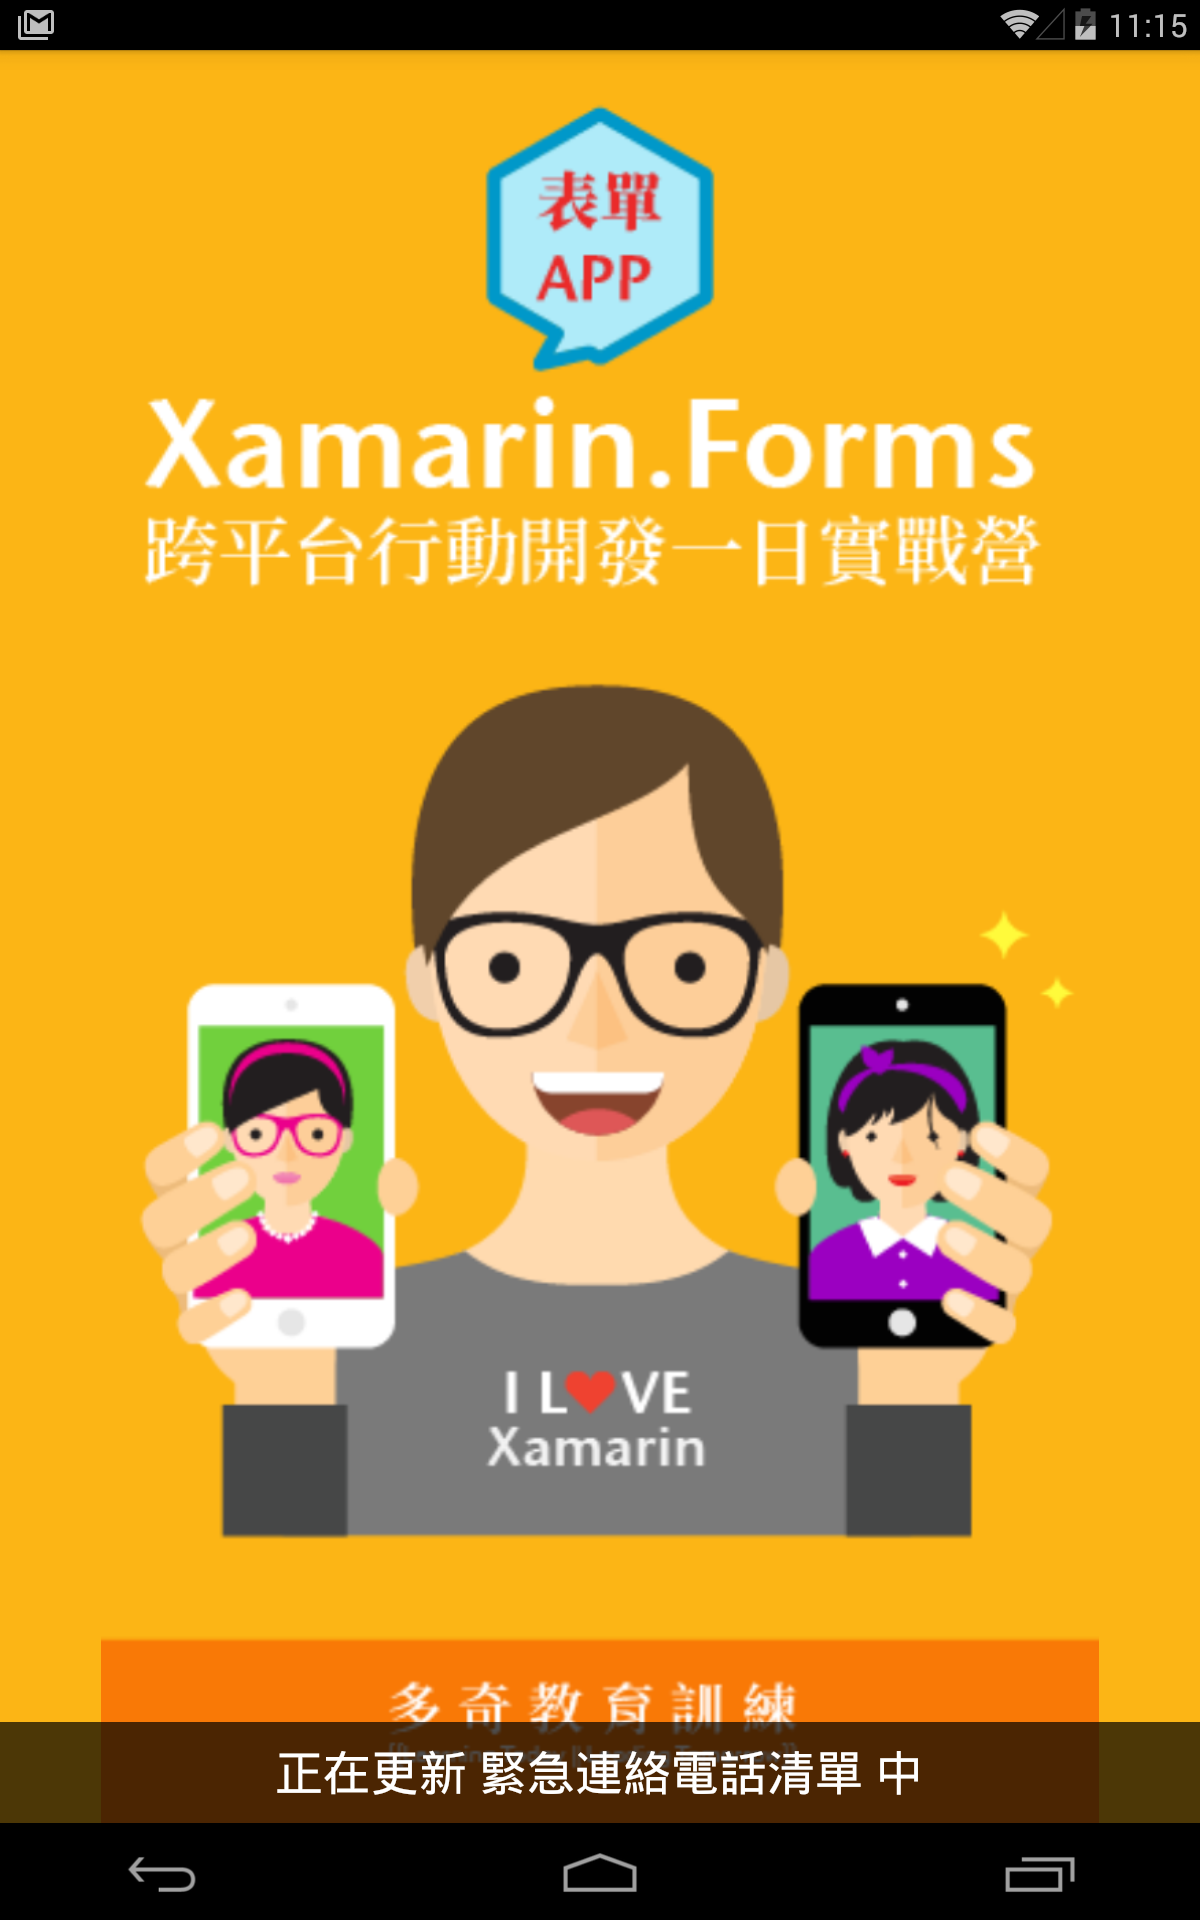 11:15
表單
APP
Xamarin.Forms
跨平台行動開發一日實戰營
I L❤VE
Xamarin
多奇教育訓練
正在更新 緊急連絡電話清單 中